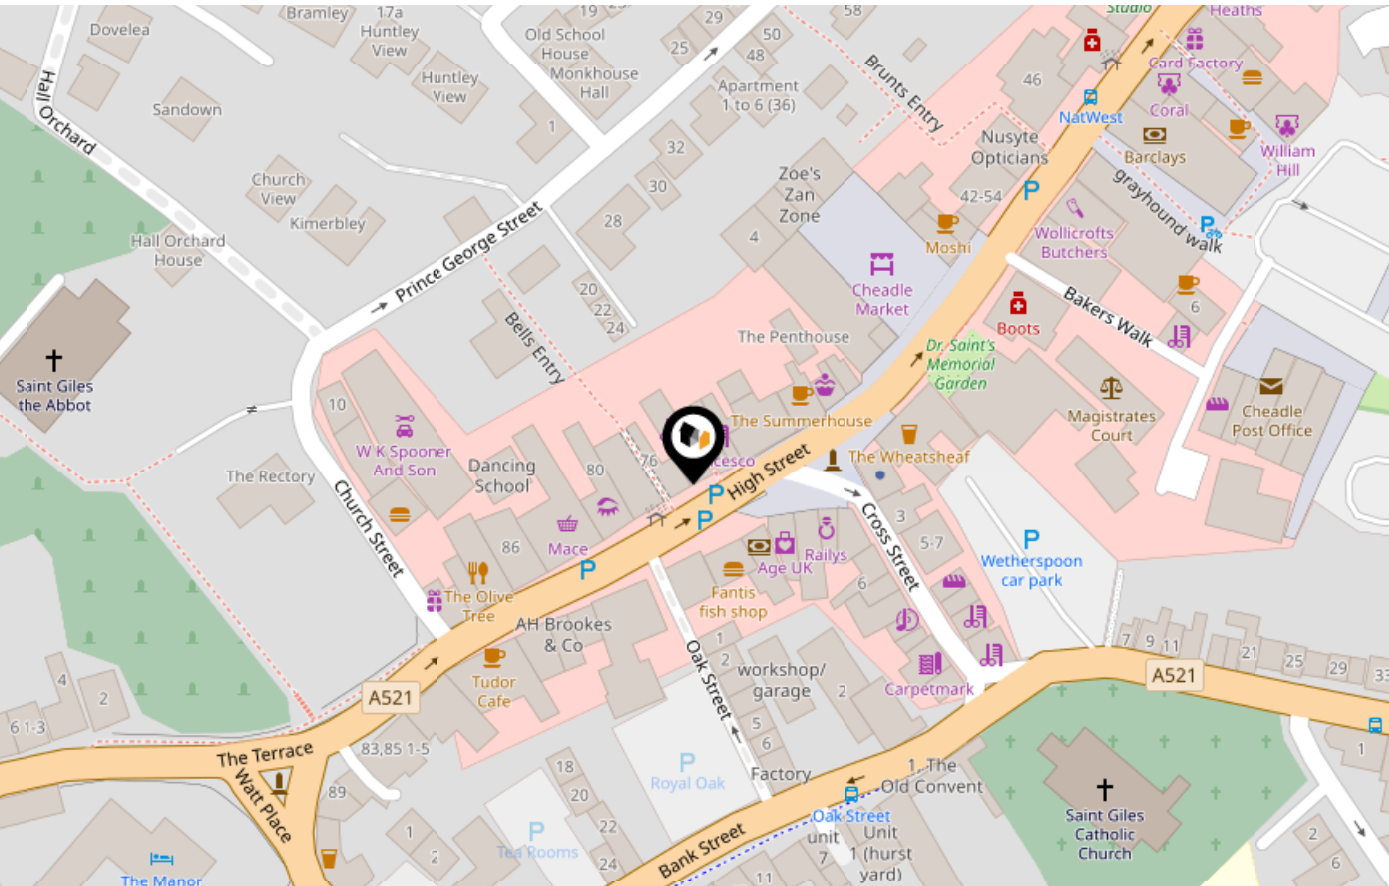 Dovelea
Bramley
17a
Huntley
View
19
Old School
House
Monkhouse
Hall
29
25
50
48
58
Studio
Heaths
Card Factory
46
Coral
NatWest
Barclays
William
Hill
Hall Orchard
Sandown
Huntley
View
1
Apartment
1 to 6 (36)
Brunts Entry
Nusyte
Opticians
42-54
P
grayhound walk
P
Church
View
Kimerbley
Hall Orchard
House
32
30
28
Zoe's
Zan
Zone
4
Moshi
Wollicrofts
Butchers
Prince George Street
Cheadle
Market
Boots
Bakers Walk
6
20
22
24
Bells Entry
The Penthouse
Dr. Saint's
Memorial
Garden
Saint Giles
the Abbot
10
W K Spooner
And Son
The Summerhouse
Magistrates
Court
Cheadle
Post Office
The Rectory
Dancing
School
80
76
High Street
The Wheatsheaf
P
P
Church Street
86
Mace
P
Cross Street
3
5-7
P
Wetherspoon
car park
Railys
Age UK
Fantis
fish shop
6
The Olive
Tree
AH Brookes
& Co
Tudor
Cafe
Oak Street
1
2
workshop/
garage
2
Carpetmark
7
9
11
21
25
29
33
A521
A521
4
2
6 1-3
The Terrace
Watt Place
83,85 1-5
89
5
6
P
Royal Oak
Factory
1, The
Old Convent
18
20
22
24
P
Tea Rooms
1
2
Oak Street
Bank Street
unit
7
Unit
1 (hurst
yard)
11
Saint Giles
Catholic
Church
1
2
6
The Manor